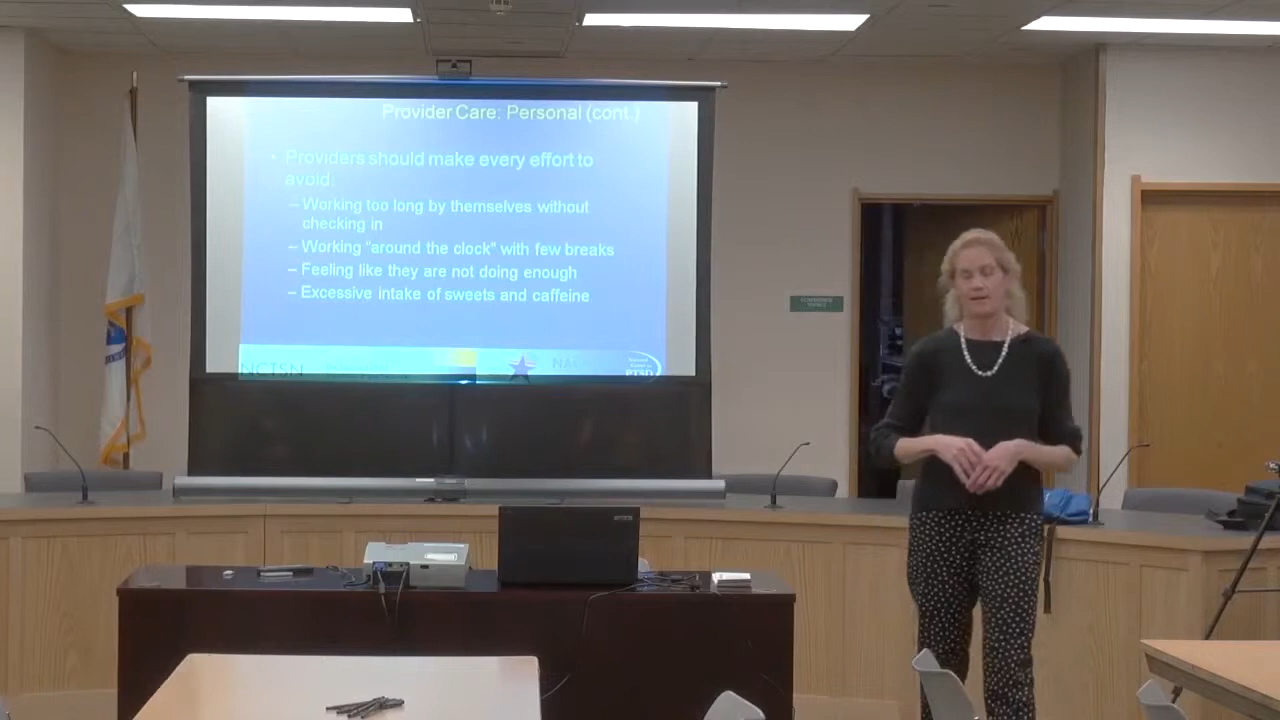 Provider Care: Personal (cont.)
• Providers should make every effort to
avoid:
– Working too long by themselves without
checking in
– Working “around the clock” with few breaks
– Feeling like they are not doing enough
– Excessive intake of sweets and caffeine
NCTSN
National
PTSD